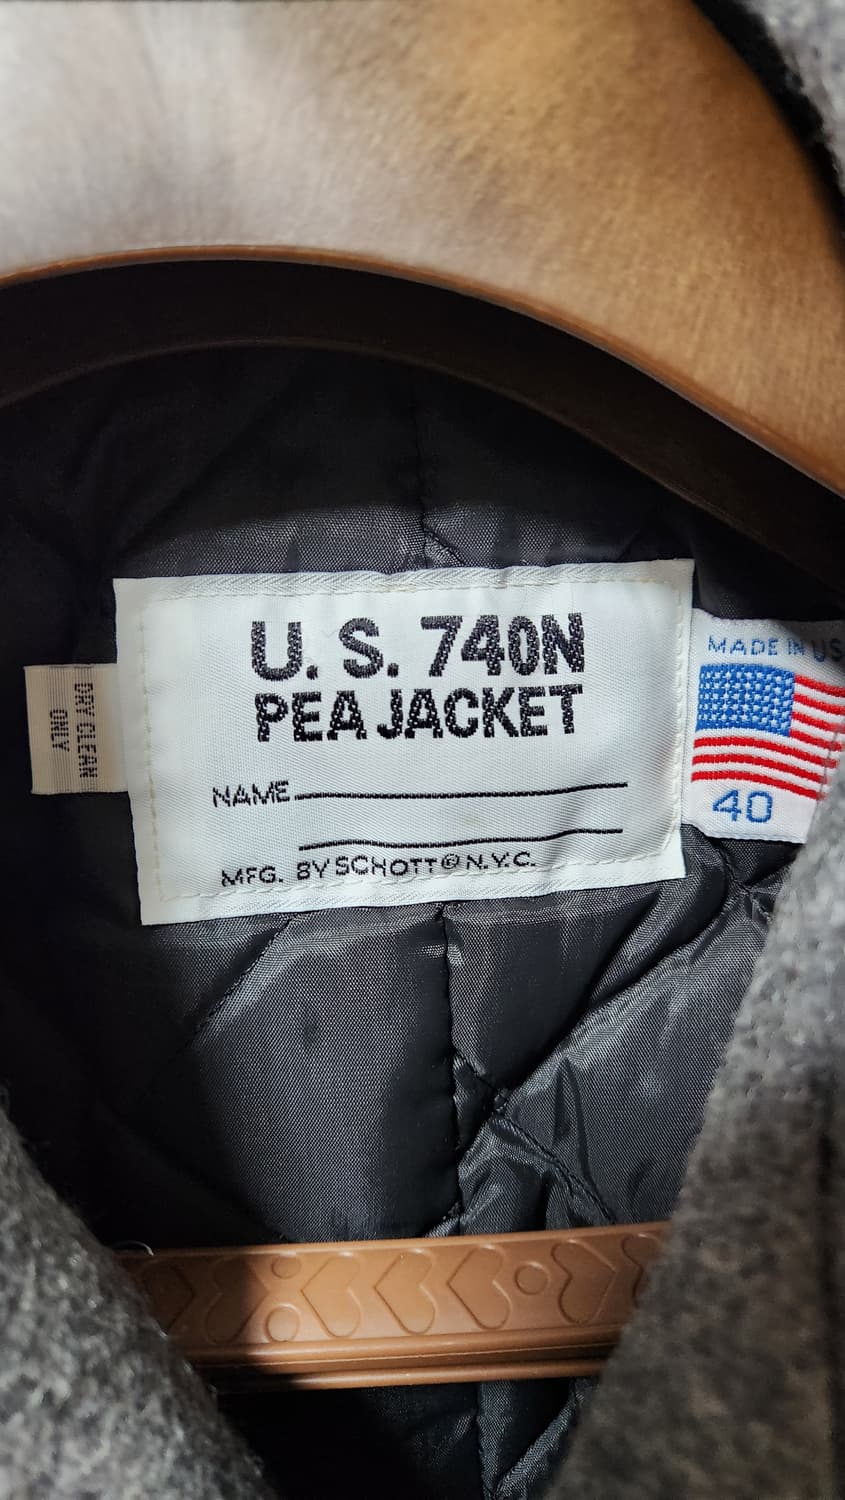 U. S. 740N
PEA JACKET
NAME
MFG. BY SCHOTT® N.Y.C.
DRY CLEAN
ONLY
MADE IN US
40